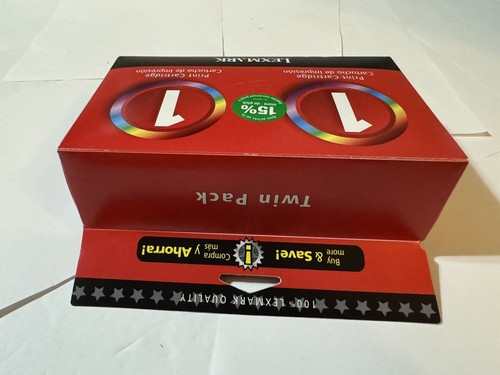 100% LEXMARK QUALITY
Buy & Save!
more
Compra y Ahorra!
más
Twin Pack
1
1
15%
Print Cartridge
Cartucho de Impresión
Print Cartridge
Cartucho de Impresión
LEXMARK